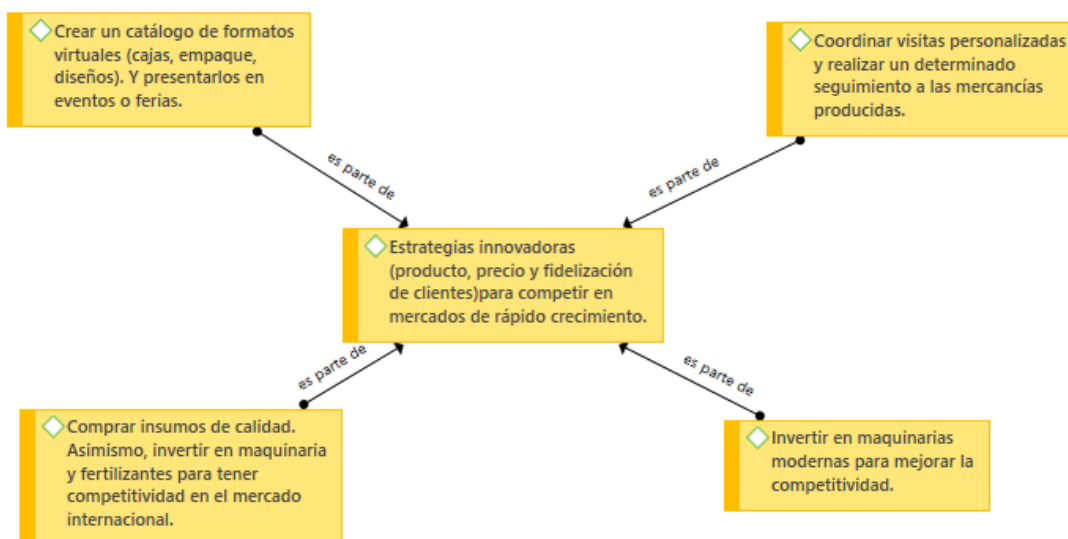 Crear un catálogo de formatos
virtuales (cajas, empaque,
diseños). Y presentarlos en
eventos o ferias.
Coordinar visitas personalizadas
y realizar un determinado
seguimiento a las mercancías
producidas.
es parte de
es parte de
Estrategias innovadoras
(producto, precio y fidelización
de clientes)para competir en
mercados de rápido crecimiento.
es parte de
es parte de
Comprar insumos de calidad.
Asimismo, invertir en maquinaria
y fertilizantes para tener
competitividad en el mercado
internacional.
Invertir en maquinarias
modernas para mejorar la
competitividad.